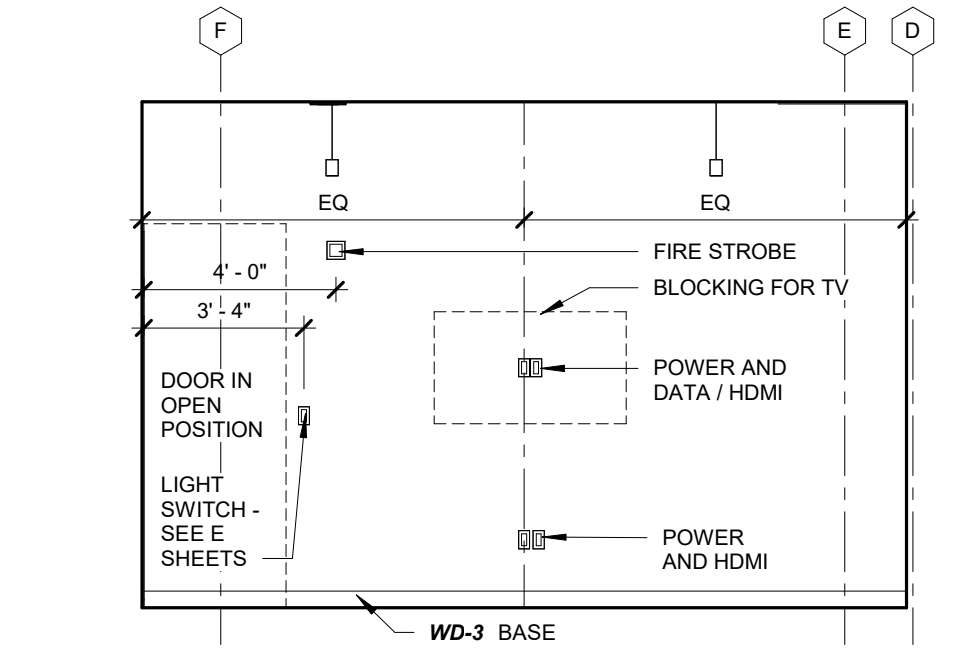 F
E
D
EQ
EQ
FIRE STROBE
4' - 0"
BLOCKING FOR TV
3' - 4"
POWER AND
DATA / HDMI
DOOR IN
OPEN
POSITION
LIGHT
SWITCH -
SEE E
SHEETS
POWER
AND HDMI
WD-3 BASE